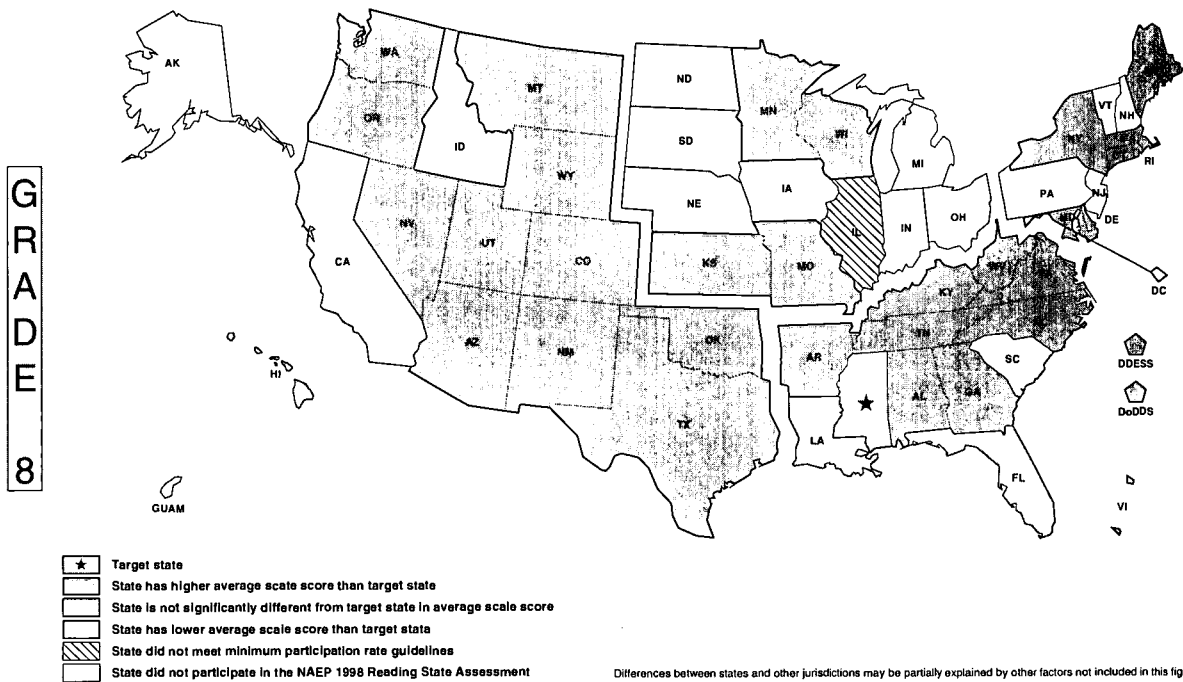 GRADE 8
AK
WA
OR
ID
MT
WY
CA
NV
UT
CO
AZ
NM
ND
SD
NE
KS
MN
IA
MO
WI
IL
MI
IN
OH
KY
TN
OK
TX
AR
LA
AL
GA
SC
FL
WV
PA
NY
VT
NH
RI
NJ
DE
MD
DC
HI
GUAM
DDESS
DoDDS
VI
Target state
State has higher average scate score than target state
State is not significantly different from target state in average scale score
State has lower average scale score than target stata
State did not meet minimum participation rate guidelines
State did not participate in the NAEP 1998 Reading State Assessment
Differences between states and other jurisdictions may be partially explained by other factors not included in this fig